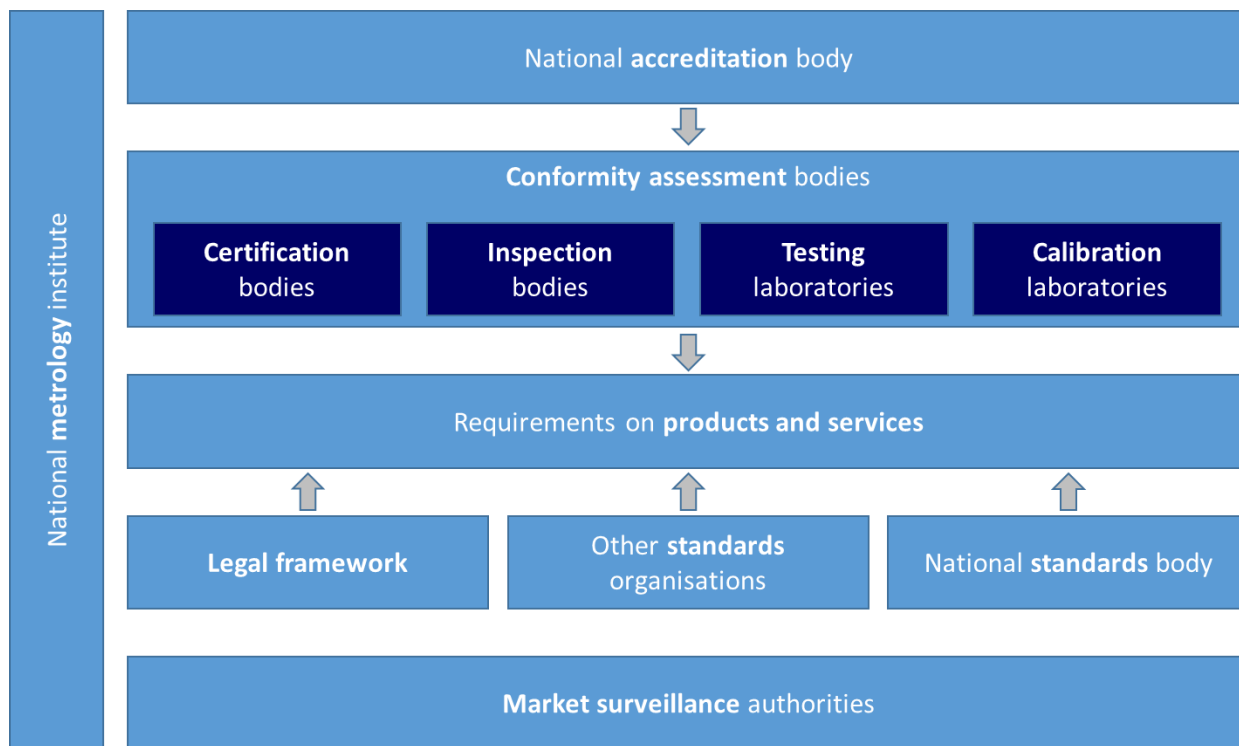 National metrology institute
National accreditation body
Conformity assessment bodies
Certification
bodies
Inspection
bodies
Testing
laboratories
Calibration
laboratories
Requirements on products and services
Legal framework
Other standards
organisations
National standards body
Market surveillance authorities